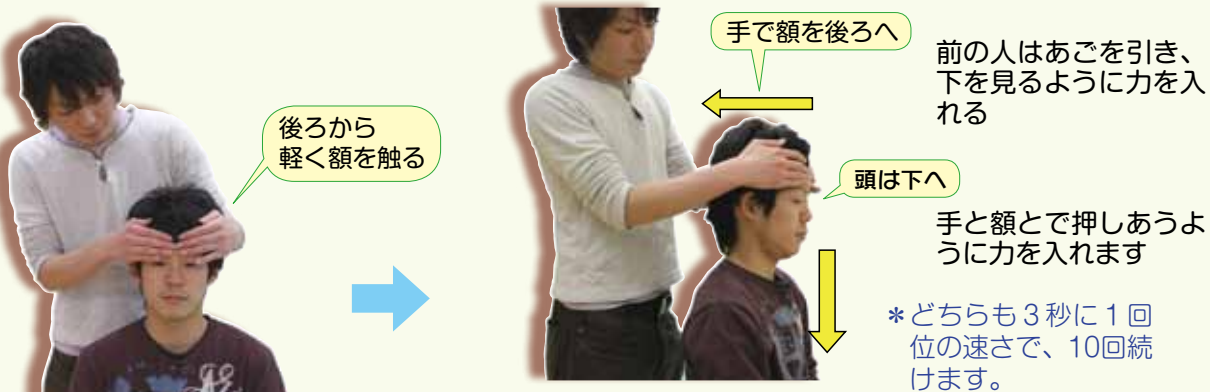 後ろから
軽く額を触る
手で額を後ろへ
前の人はあごを引き、
下を見るように力を入
れる
頭は下へ
手と額とで押しあうよ
うに力を入れます
*どちらも3秒に1回
位の速さで、10回続
けます。